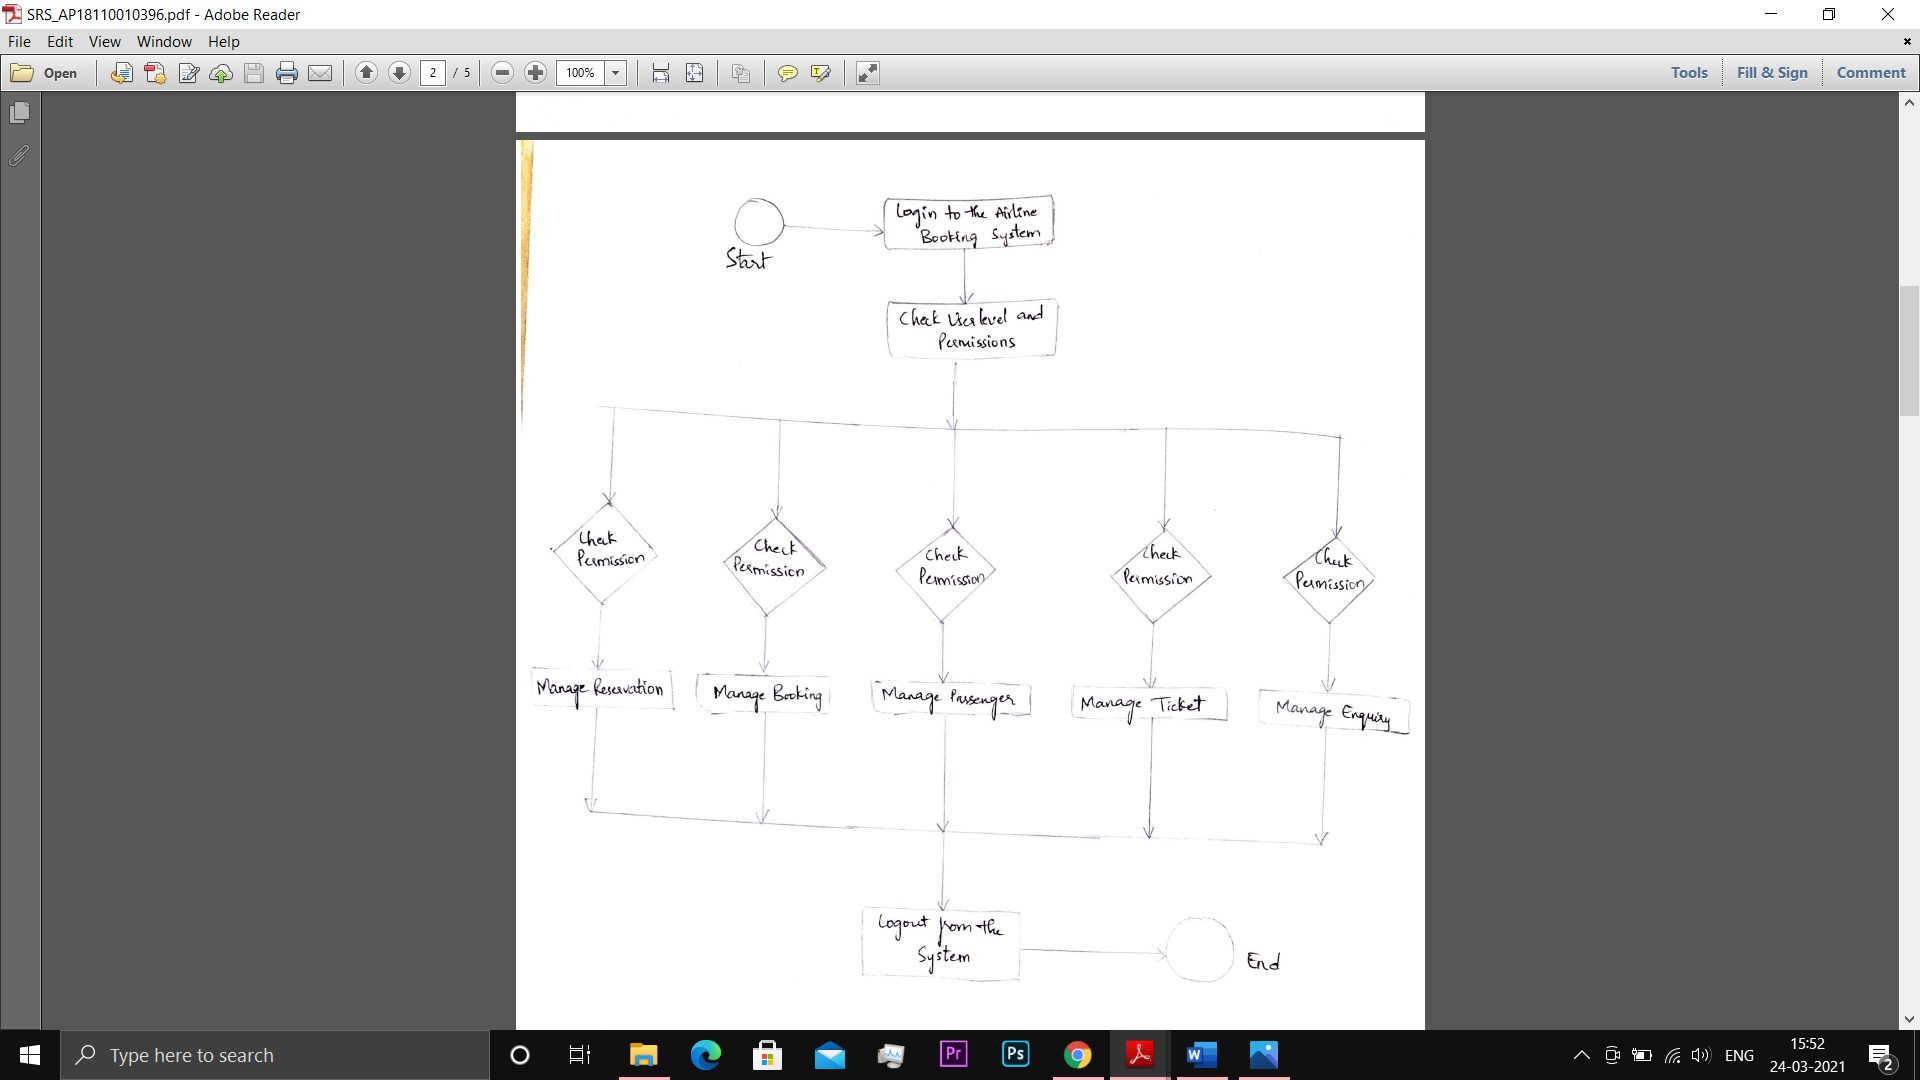 SRS_AP18110010396.pdf - Adobe Reader
File Edit View Window Help
Open 2 / 5 100% Tools Fill & Sign Comment
Start
Login to the Airline
Booking System
Check User level and
Permissions
Check
Permission
Check
Permission
Check
Permission
Check
Permission
Check
Permission
Manage Reservation
Manage Booking
Manage Passenger
Manage Ticket
Manage Enquiry
Logout from the
System
End
Type here to search
Pr
Ps
W
ENG
15:52
24-03-2021
2